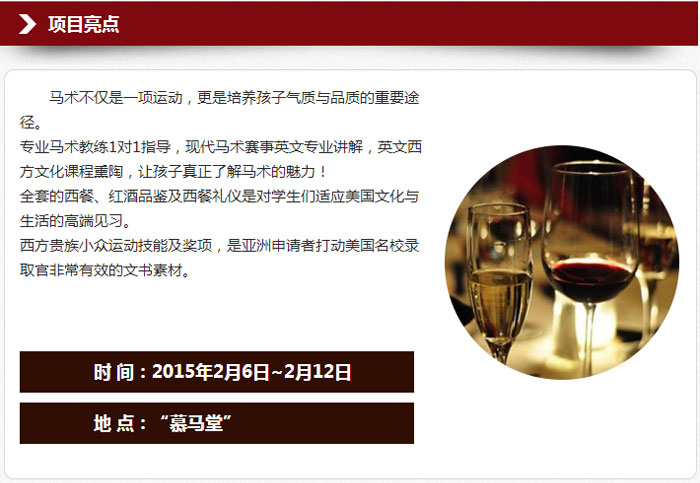 项目亮点
马术不仅是一项运动，更是培养孩子气质与品质的重要途
径。
专业马术教练1对1指导，现代马术赛事英文专业讲解，英文西
方文化课程重陶，让孩子真正了解马术的魅力！
全套的西餐、红酒品鉴及西餐礼仪是对学生们适应美国文化与
生活的高端见习。
西方贵族小众运动技能及奖项，是亚洲申请者打动美国名校录
取官非常有效的文书素材。
时 间：2015年2月6日~2月12日
地 点：“慕马堂”